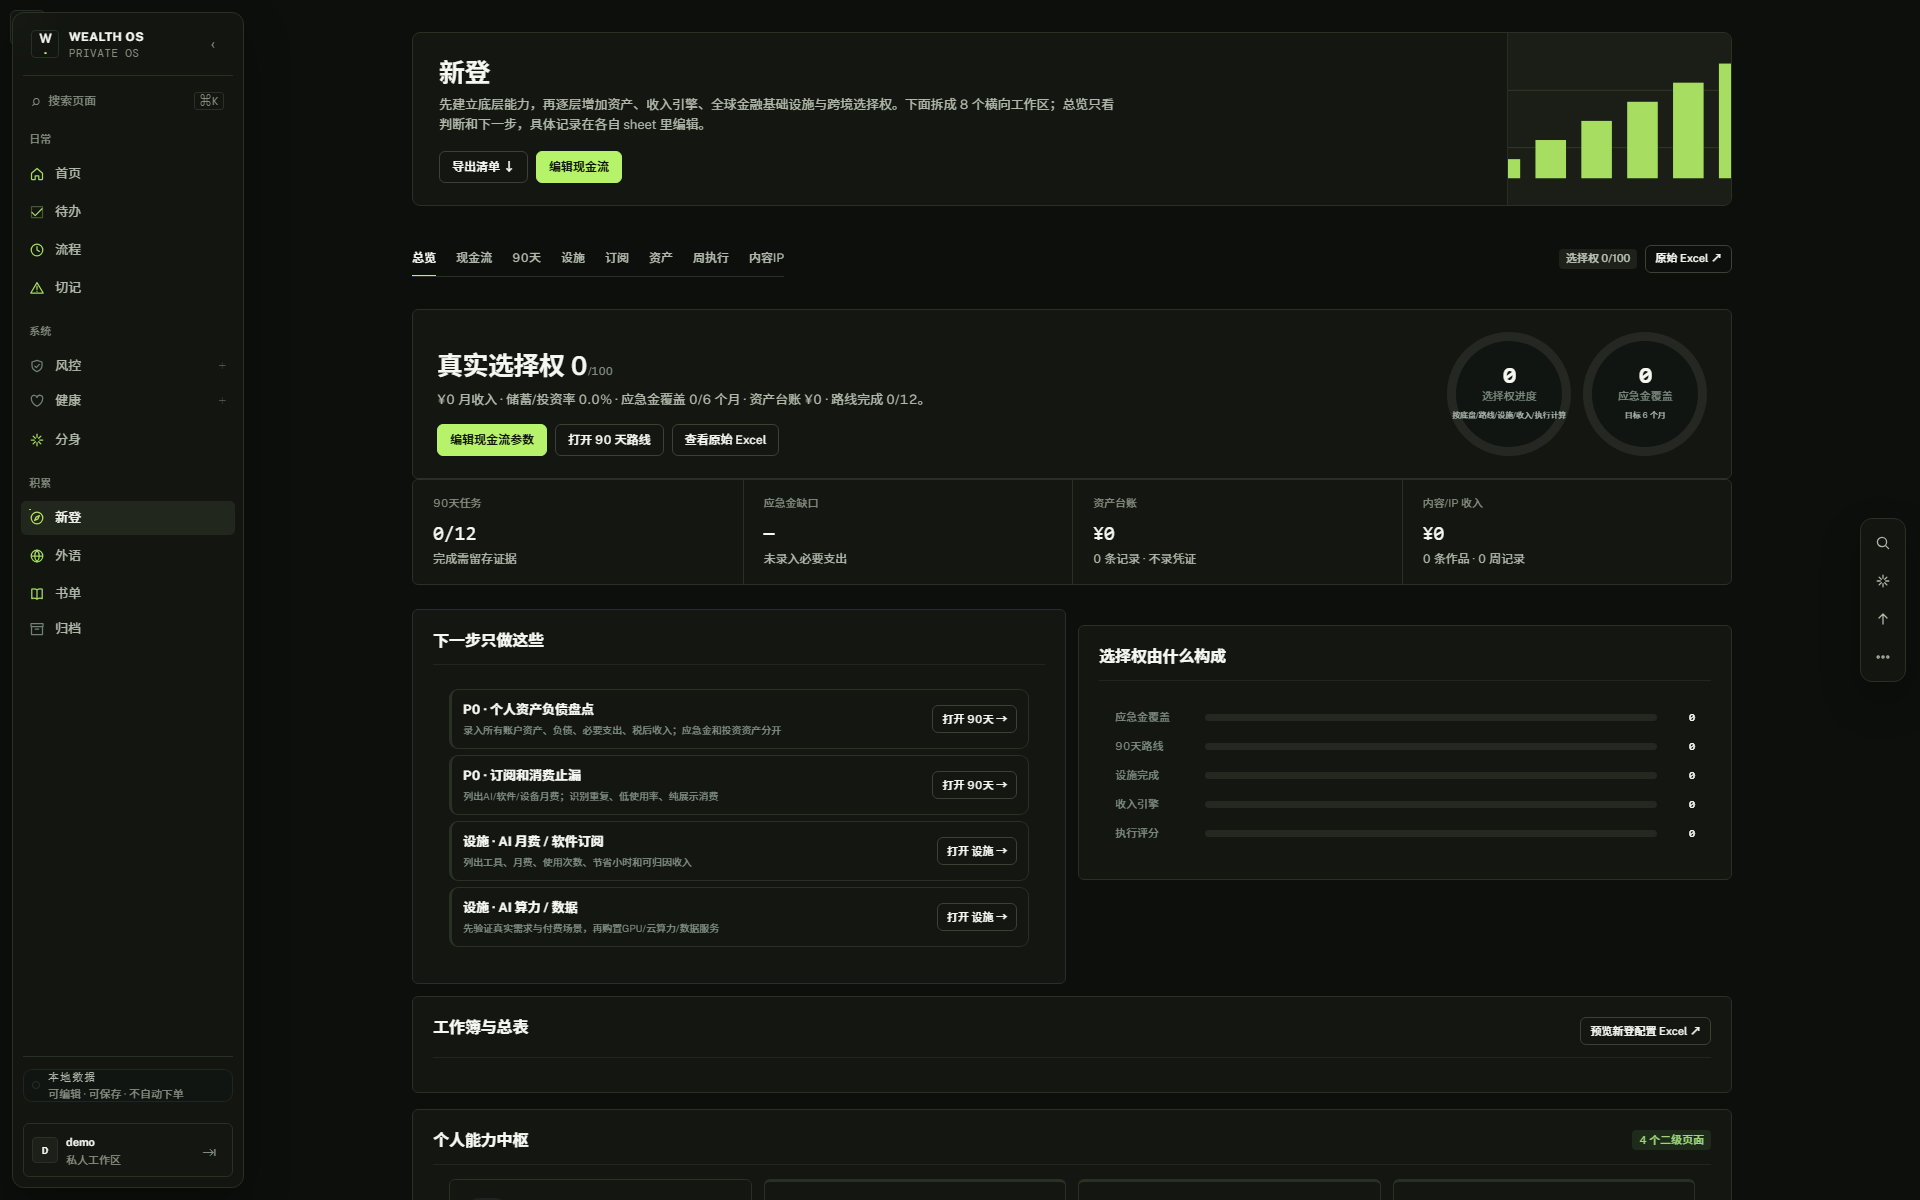 W
WEALTH OS
PRIVATE OS
‹
搜索页面
⌘K
日常
首页
待办
流程
切记
系统
风控
+
健康
+
分身
积累
新登
外语
书单
归档
本地数据
可编辑 · 可保存 · 不自动下单
D
demo
私人工作区
新登
先建立底层能力，再逐层增加资产、收入引擎、全球金融基础设施与跨境选择权。下面拆成 8 个横向工作区；总览只看
判断和下一步，具体记录在各自 sheet 里编辑。
导出清单 ↓
编辑现金流
总览 现金流 90天 设施 订阅 资产 周执行 内容IP
选择权 0/100
原始 Excel ↗
真实选择权 0/100
¥0 月收入 · 储蓄/投资率 0.0% · 应急金覆盖 0/6 个月 · 资产台账 ¥0 · 路线完成 0/12。
编辑现金流参数
打开 90 天路线
查看原始 Excel
0
选择权进度
按底盘/路线/设施/收入/执行计算
0
应急金覆盖
目标 6 个月
90天任务
0/12
完成需留存证据
应急金缺口
—
未录入必要支出
资产台账
¥0
0 条记录 · 不录凭证
内容/IP 收入
¥0
0 条作品 · 0 周记录
下一步只做这些
P0 · 个人资产负债盘点
录入所有账户资产、负债、必要支出、税后收入；应急金和投资资产分开
打开 90天 →
P0 · 订阅和消费止漏
列出AI/软件/设备月费；识别重复、低使用率、纯展示消费
打开 90天 →
设施 · AI 月费 / 软件订阅
列出工具、月费、使用次数、节省小时和可归因收入
打开 设施 →
设施 · AI 算力 / 数据
先验证真实需求与付费场景，再购置GPU/云算力/数据服务
打开 设施 →
选择权由什么构成
应急金覆盖 0
90天路线 0
设施完成 0
收入引擎 0
执行评分 0
工作簿与总表
预览新登配置 Excel ↗
个人能力中枢
4 个二级页面